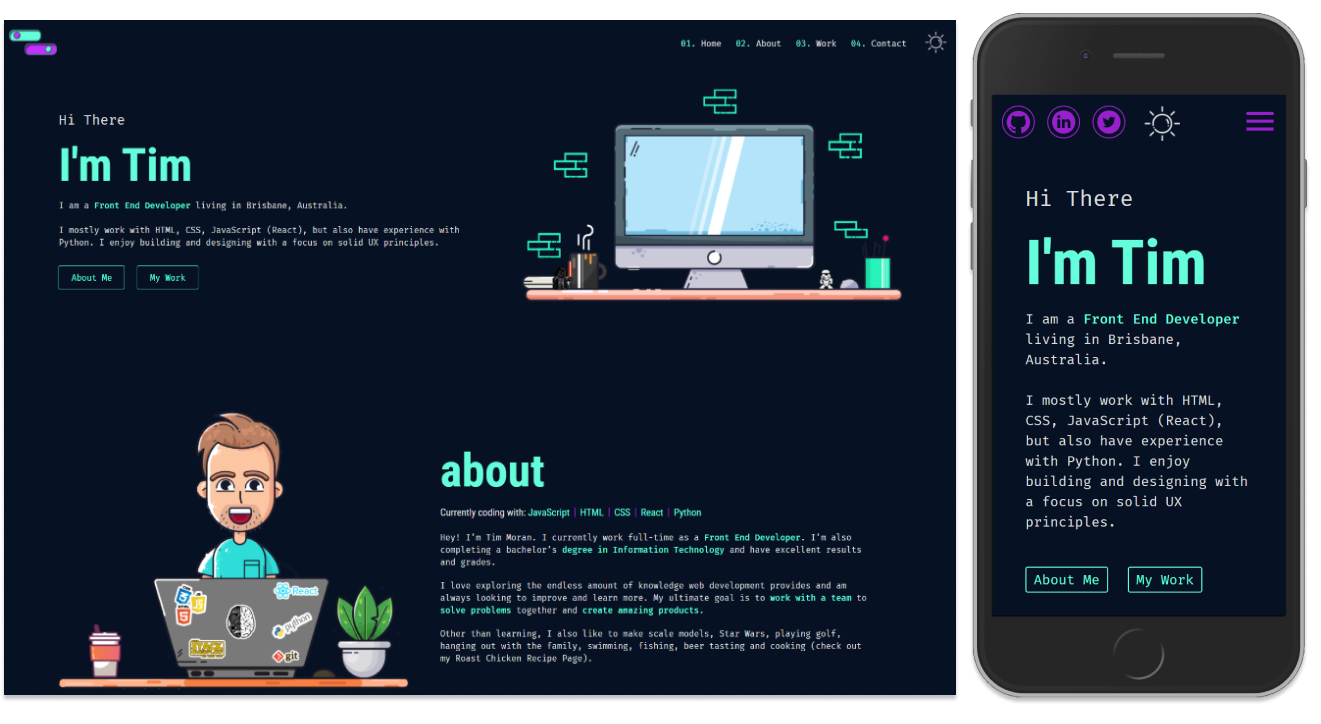 01. Home 02. About 03. Work 04. Contact
Hi There
I'm Tim
I am a Front End Developer living in Brisbane, Australia.
I mostly work with HTML, CSS, JavaScript (React), but also have experience with
Python. I enjoy building and designing with a focus on solid UX principles.
About Me My Work
about
Currently coding with: JavaScript | HTML | CSS | React | Python
Hey! I'm Tim Moran. I currently work full-time as a Front End Developer. I'm also
completing a bachelor's degree in Information Technology and have excellent results
and grades.
I love exploring the endless amount of knowledge web development provides and am
always looking to improve and learn more. My ultimate goal is to work with a team to
solve problems together and create amazing products.
Other than learning, I also like to make scale models, Star Wars, playing golf,
hanging out with the family, swimming, fishing, beer tasting and cooking (check out
my Roast Chicken Recipe Page).
React
JS
python
git
in
Hi There
I'm Tim
I am a Front End Developer
living in Brisbane,
Australia.
I mostly work with HTML,
CSS, JavaScript (React),
but also have experience
with Python. I enjoy
building and designing with
a focus on solid UX
principles.
About Me My Work